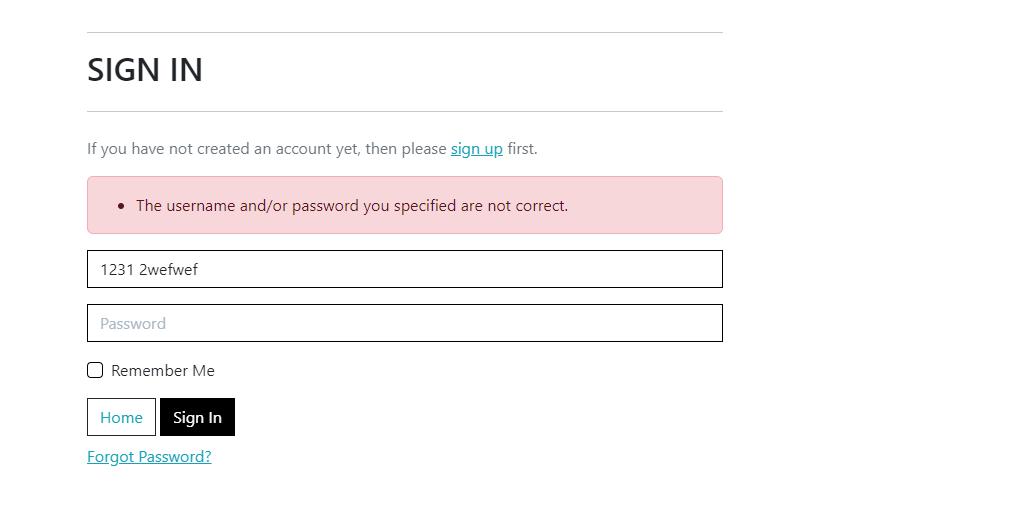 SIGN IN
If you have not created an account yet, then please sign up first.
• The username and/or password you specified are not correct.
1231 2wefwef
Password
Remember Me
Home Sign In
Forgot Password?